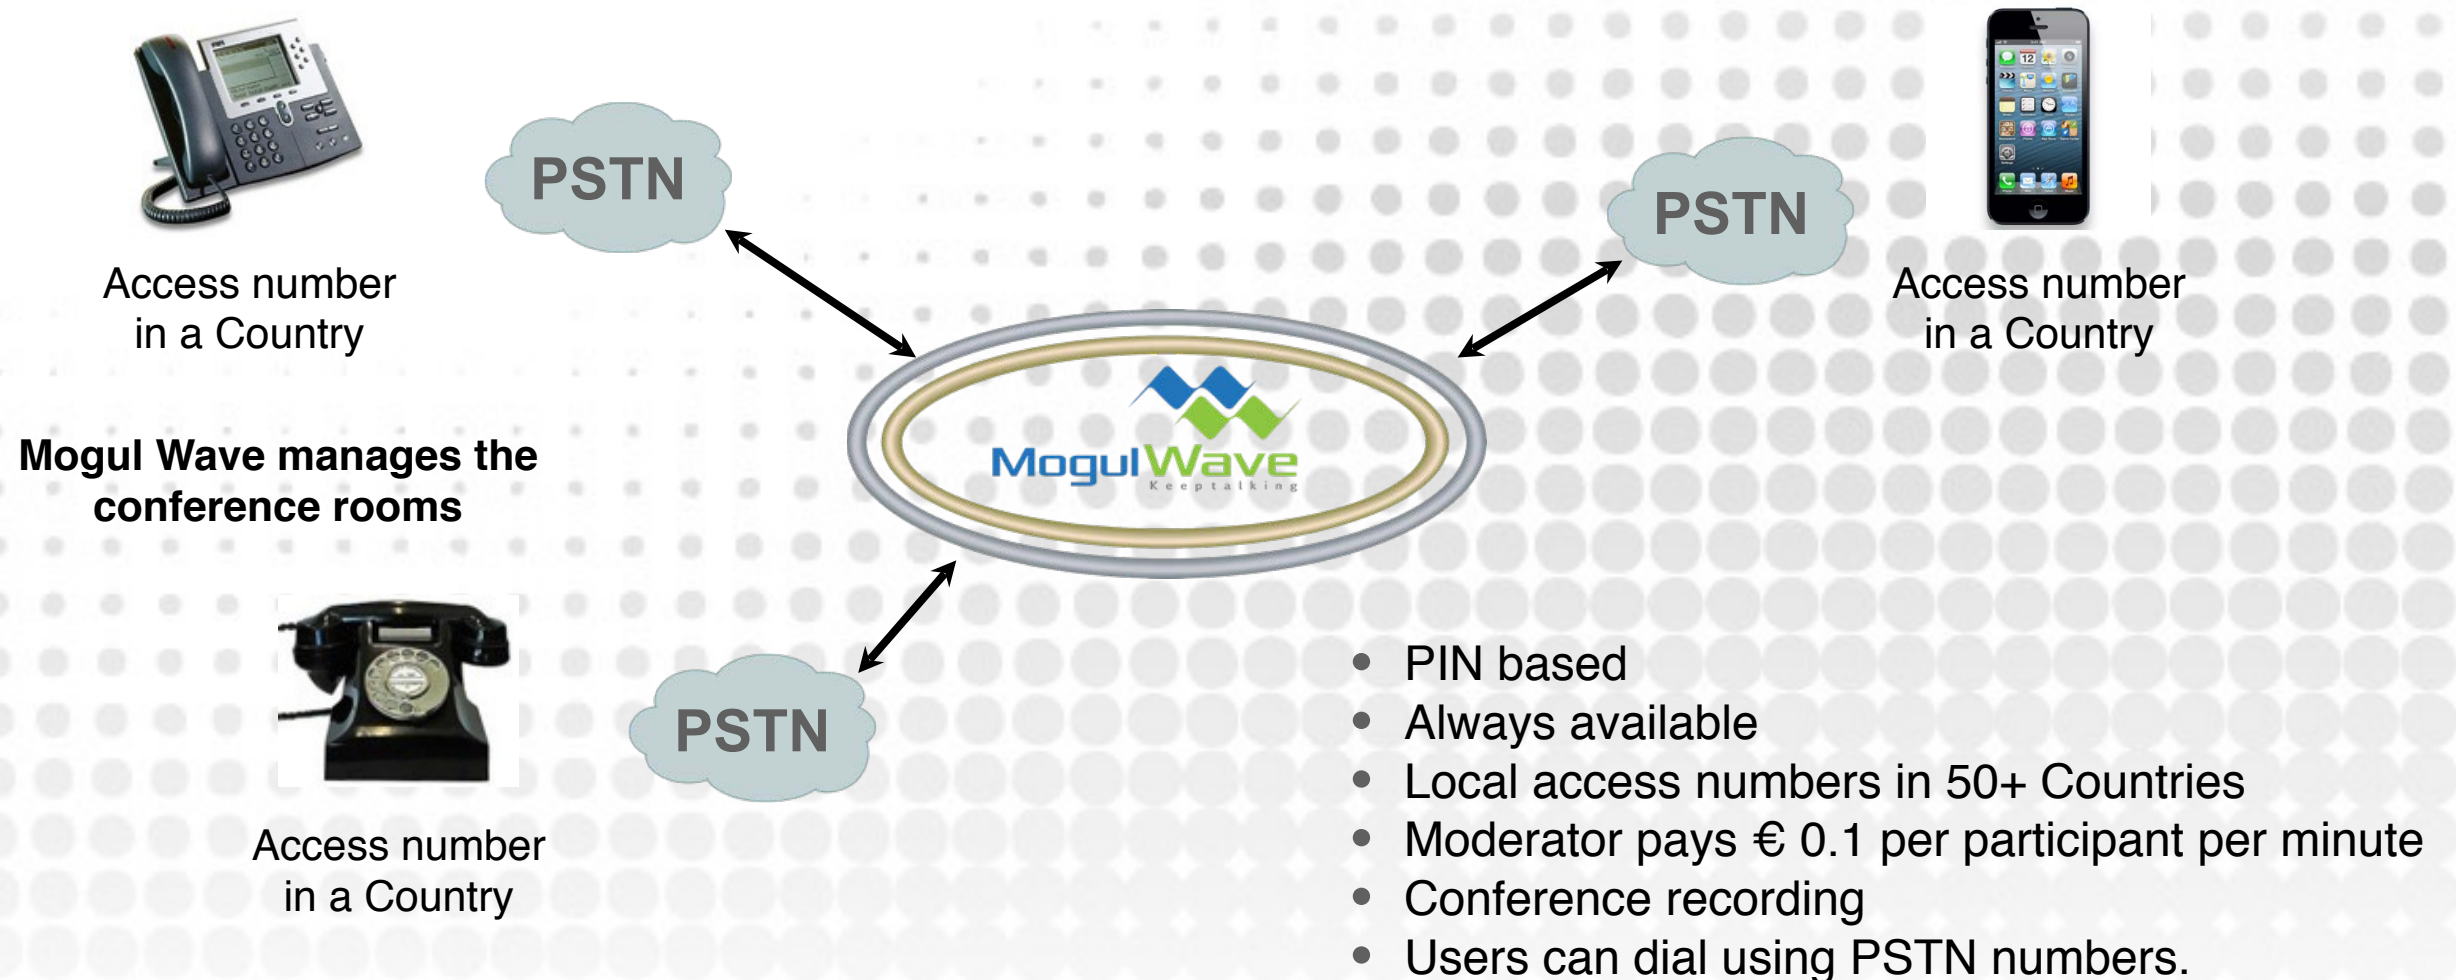 PSTN
PSTN
Access number
in a Country
Access number
in a Country
MogulWave
Keeptalking
Mogul Wave manages the
conference rooms
PSTN
Access number
in a Country
• PIN based
• Always available
• Local access numbers in 50+ Countries
• Moderator pays € 0.1 per participant per minute
• Conference recording
• Users can dial using PSTN numbers.